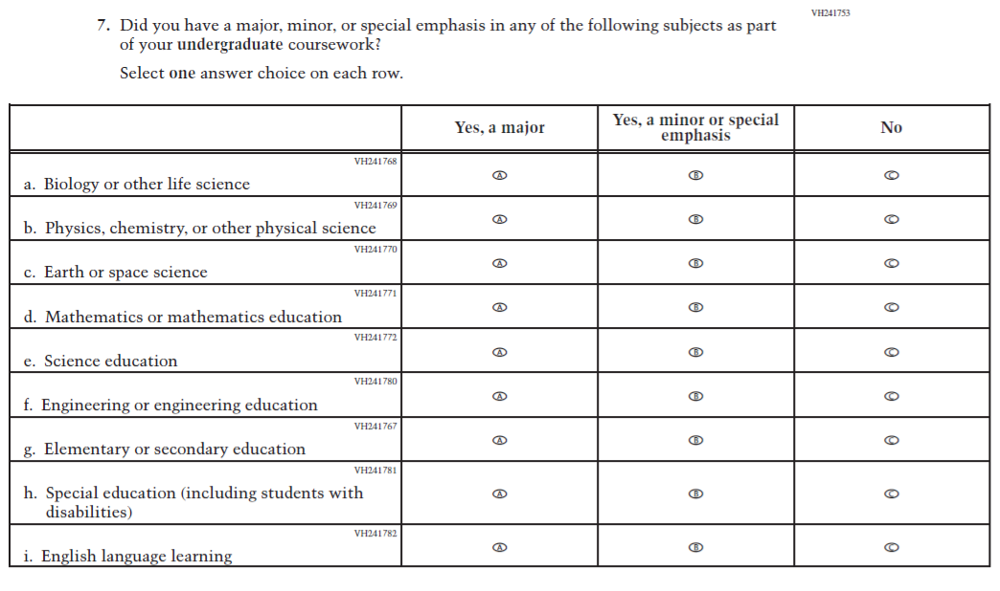 VH241753
7. Did you have a major, minor, or special emphasis in any of the following subjects as part
of your undergraduate coursework?
Select one answer choice on each row.
Yes, a major
Yes, a minor or special
emphasis
No
VH241768
a. Biology or other life science
A B C
VH241769
b. Physics, chemistry, or other physical science
A B C
VH241770
c. Earth or space science
A B C
VH241771
d. Mathematics or mathematics education
A B C
VH241772
e. Science education
A B C
VH241780
f. Engineering or engineering education
A B C
VH241767
g. Elementary or secondary education
A B C
VH241781
h. Special education (including students with
disabilities)
A B C
VH241782
i. English language learning
A B C